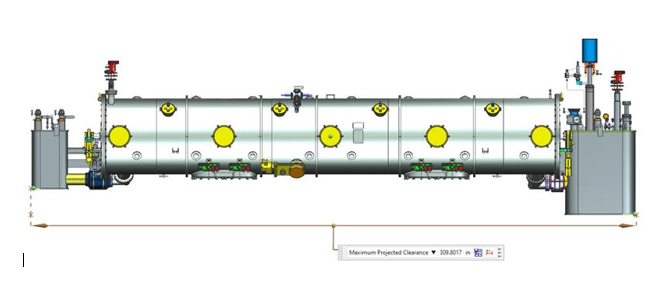 Maximum Projected Clearance ▼ 309.8017 in